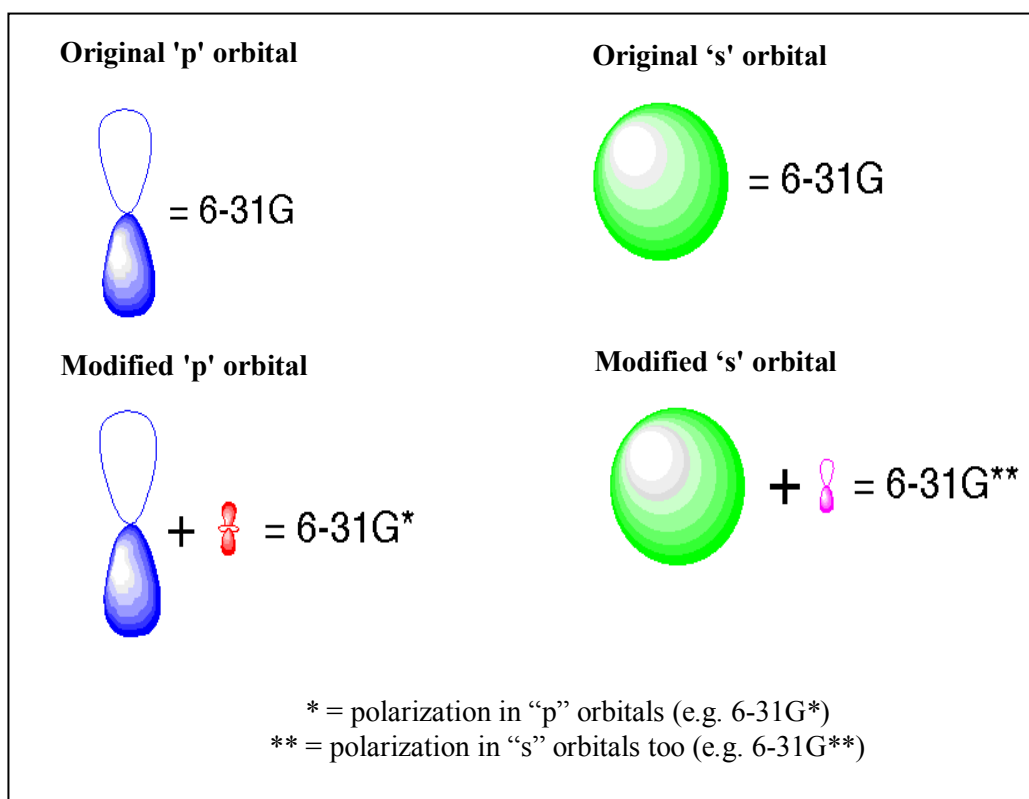 Original 'p' orbital
Original ‘s' orbital
= 6-31G
= 6-31G
Modified 'p' orbital
Modified ‘s' orbital
+ = 6-31G*
+ = 6-31G**
* = polarization in “p” orbitals (e.g. 6-31G*)
** = polarization in “s” orbitals too (e.g. 6-31G**)